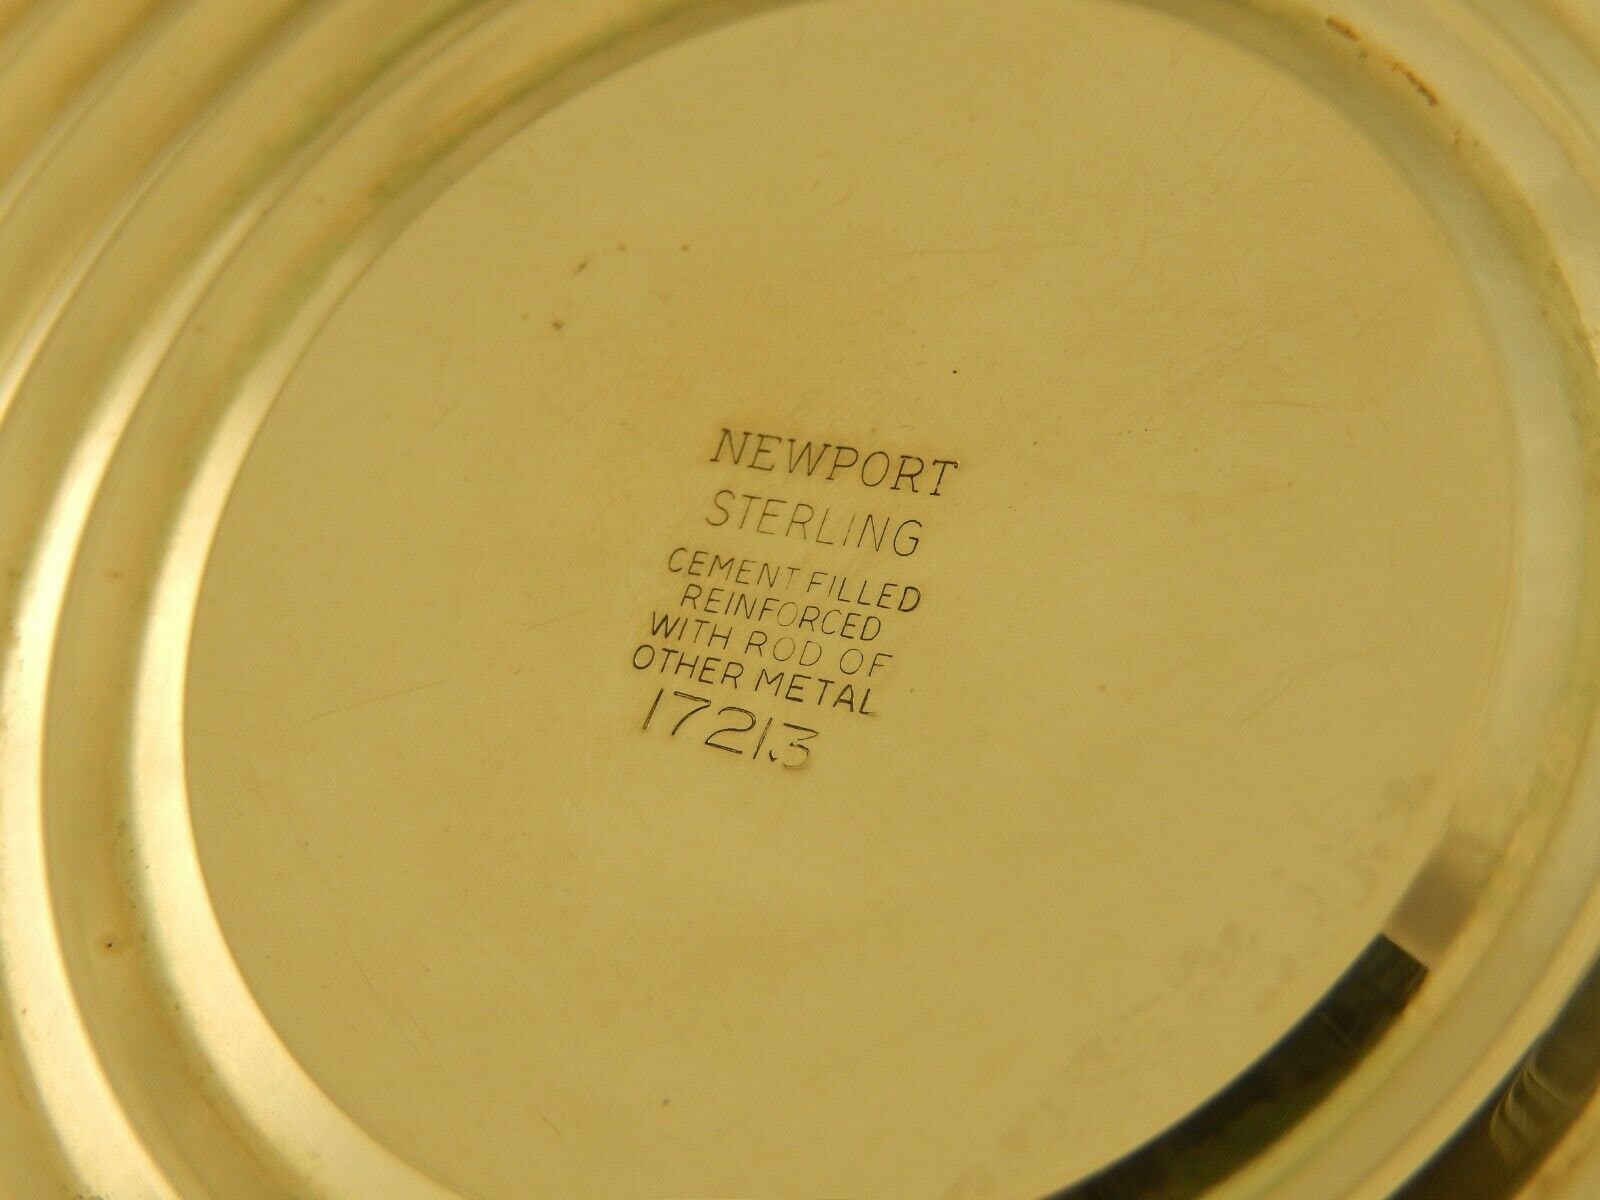 NEWPORT
STERLING
CEMENT FILLED
REINFORCED
WITH ROD OF
OTHER METAL
17213